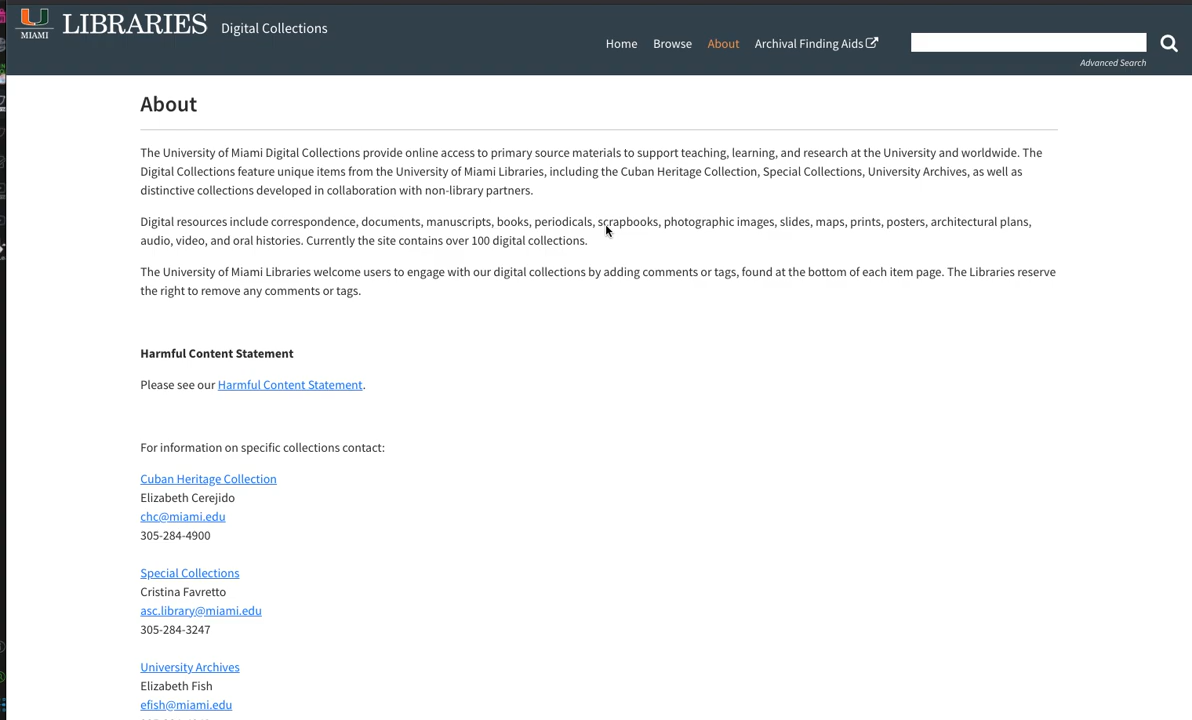 MIAMI
LIBRARIES
Digital Collections
Home Browse About Archival Finding Aids
Advanced Search
About
The University of Miami Digital Collections provide online access to primary source materials to support teaching, learning, and research at the University and worldwide. The
Digital Collections feature unique items from the University of Miami Libraries, including the Cuban Heritage Collection, Special Collections, University Archives, as well as
distinctive collections developed in collaboration with non-library partners.
Digital resources include correspondence, documents, manuscripts, books, periodicals, scrapbooks, photographic images, slides, maps, prints, posters, architectural plans,
audio, video, and oral histories. Currently the site contains over 100 digital collections.
The University of Miami Libraries welcome users to engage with our digital collections by adding comments or tags, found at the bottom of each item page. The Libraries reserve
the right to remove any comments or tags.
Harmful Content Statement
Please see our Harmful Content Statement.
For information on specific collections contact:
Cuban Heritage Collection
Elizabeth Cerejido
chc@miami.edu
305-284-4900
Special Collections
Cristina Favretto
asc.library@miami.edu
305-284-3247
University Archives
Elizabeth Fish
efish@miami.edu